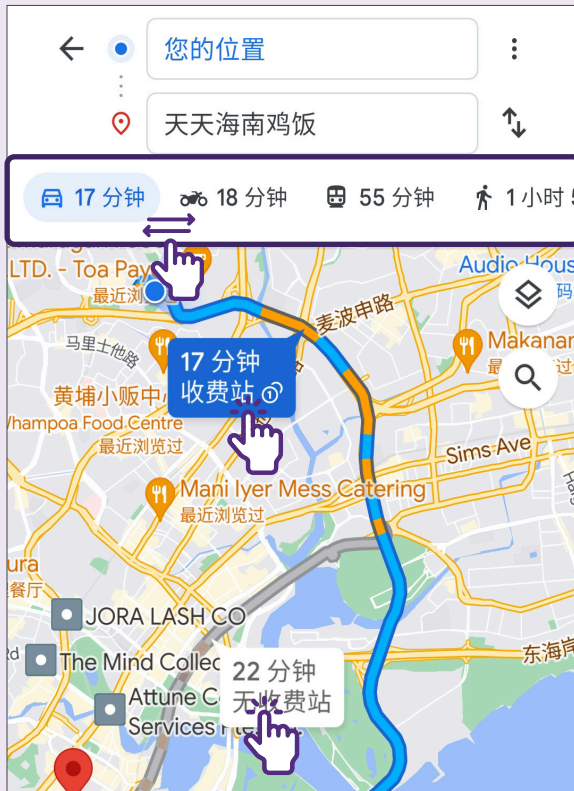 您的位置
天天海南鸡饭
17 分钟
18 分钟
55 分钟
1 小时
LTD. - Toa Pay
最近浏
Audio Hous
码
麦波申路
马里士他路
17 分钟
收费站
Makanan
最
过
黄埔小贩中
Whampoa Food Centre
最近浏览过
Sims Ave
Mani Iyer Mess Catering
最近浏览过
ura
餐厅
JORA LASH CO
Rd
The Mind Collec
22 分钟
无收费站
东海岸
Attune C
Services